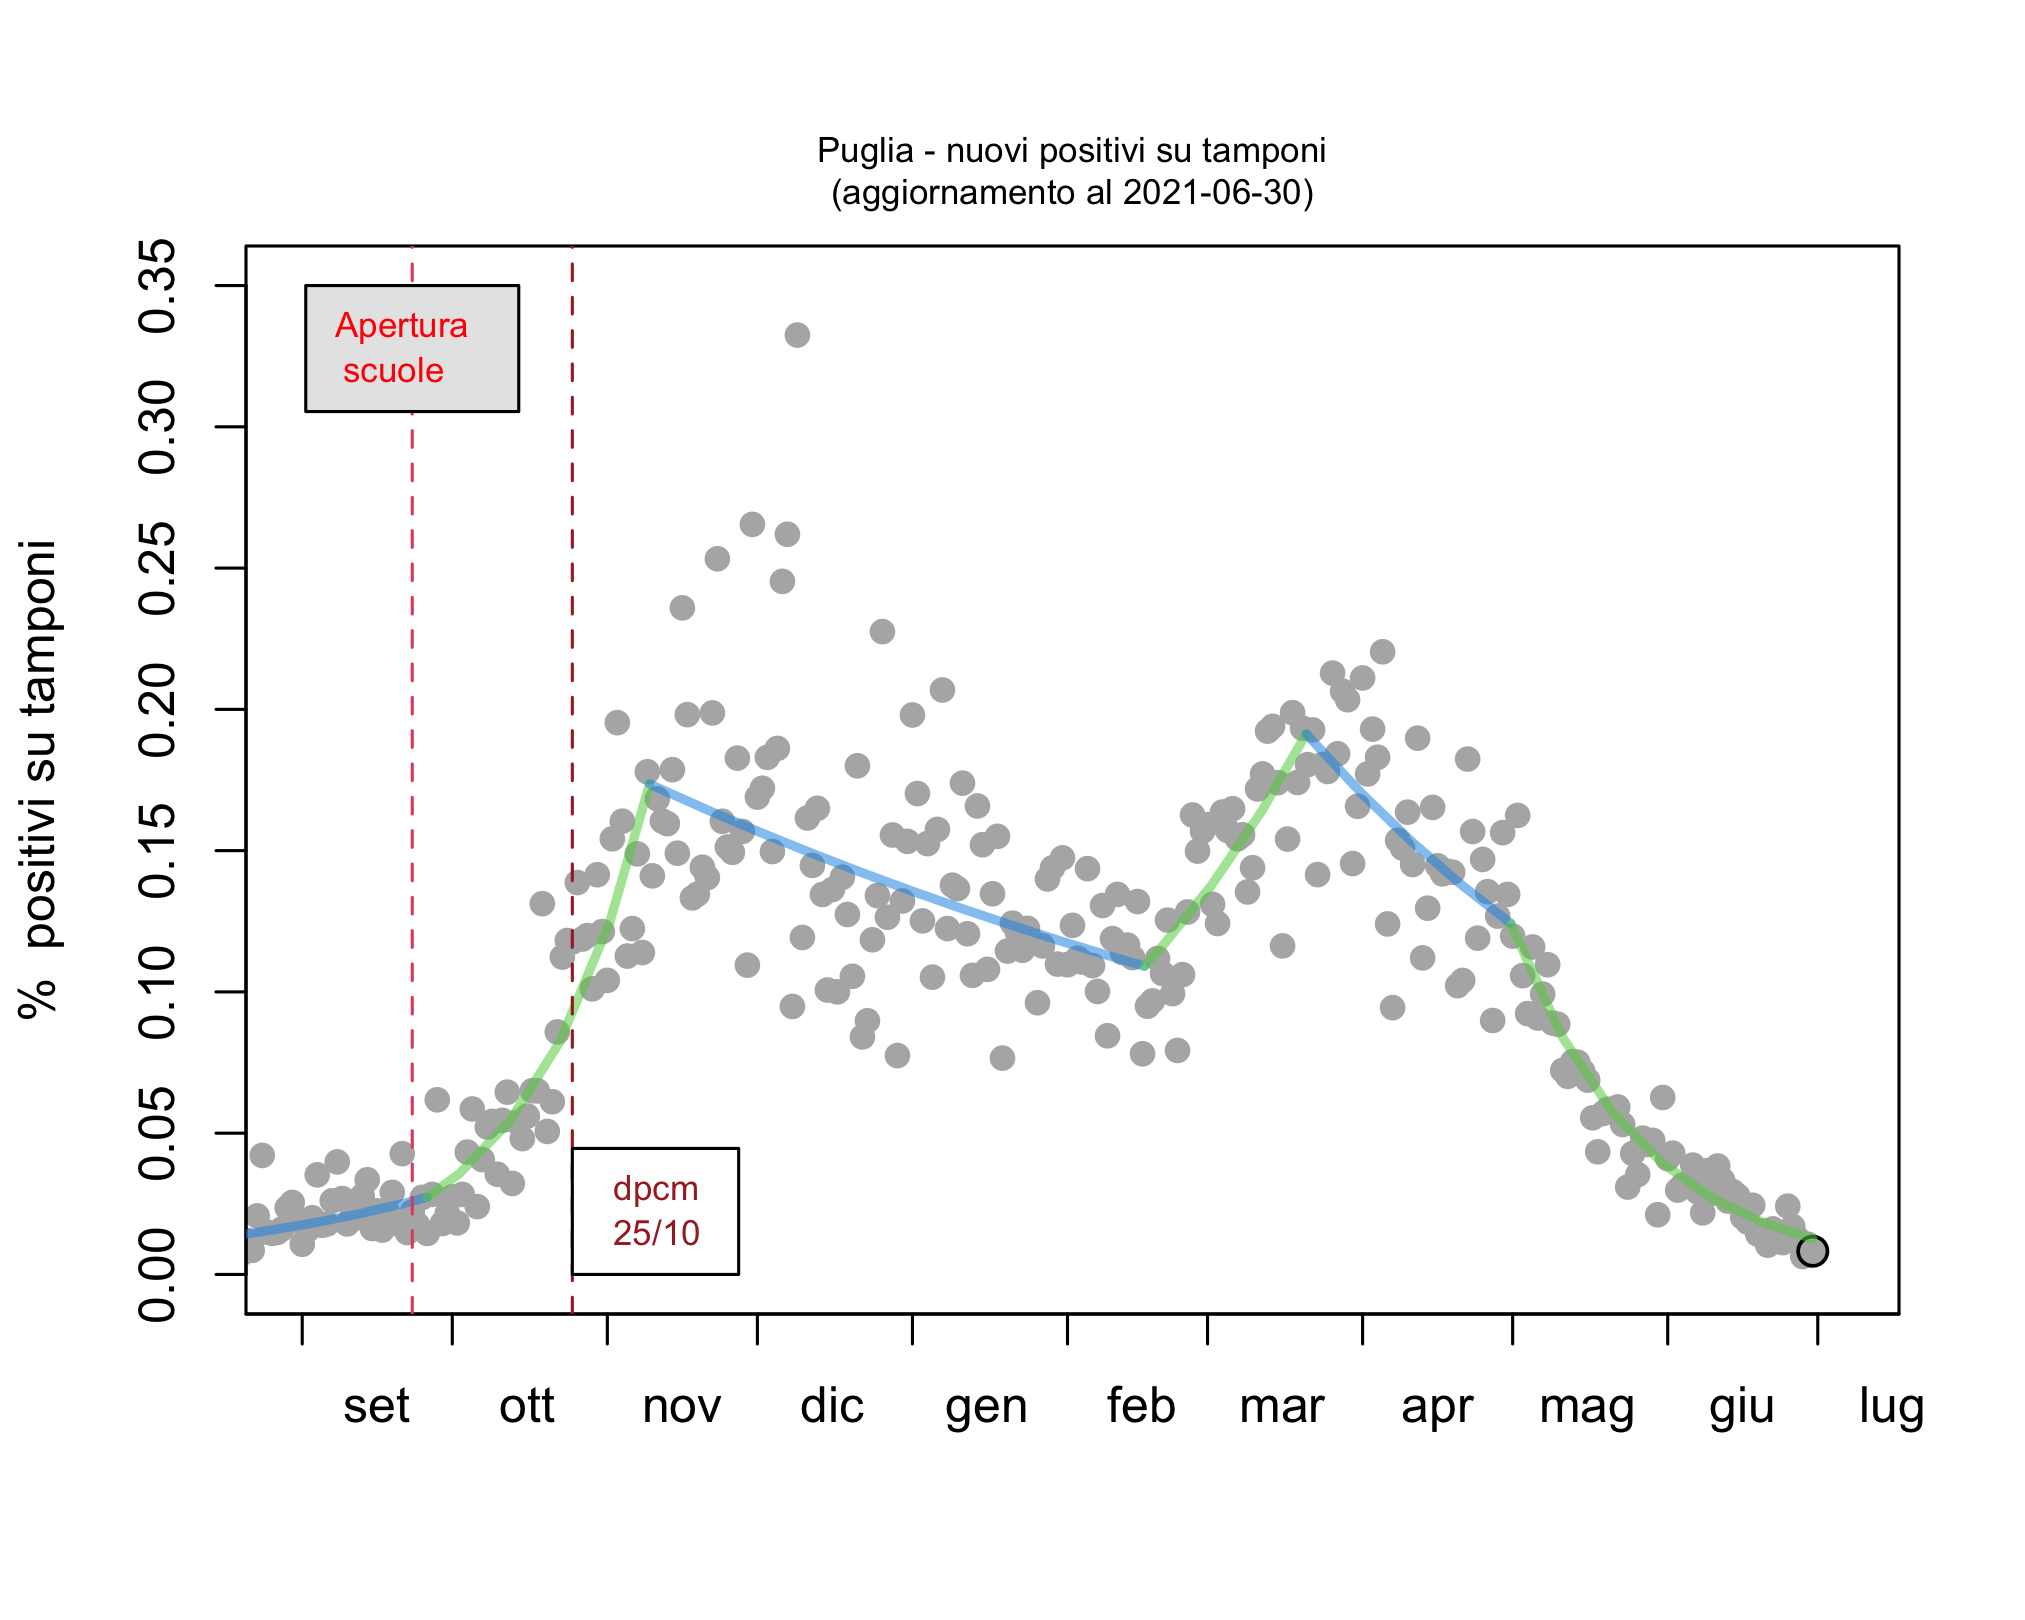 Puglia - nuovi positivi su tamponi
(aggiornamento al 2021-06-30)
% positivi su tamponi
0.35
0.30
0.25
0.20
0.15
0.10
0.05
0.00
Apertura
scuole
dpcm
25/10
set ott nov dic gen feb mar apr mag giu lug